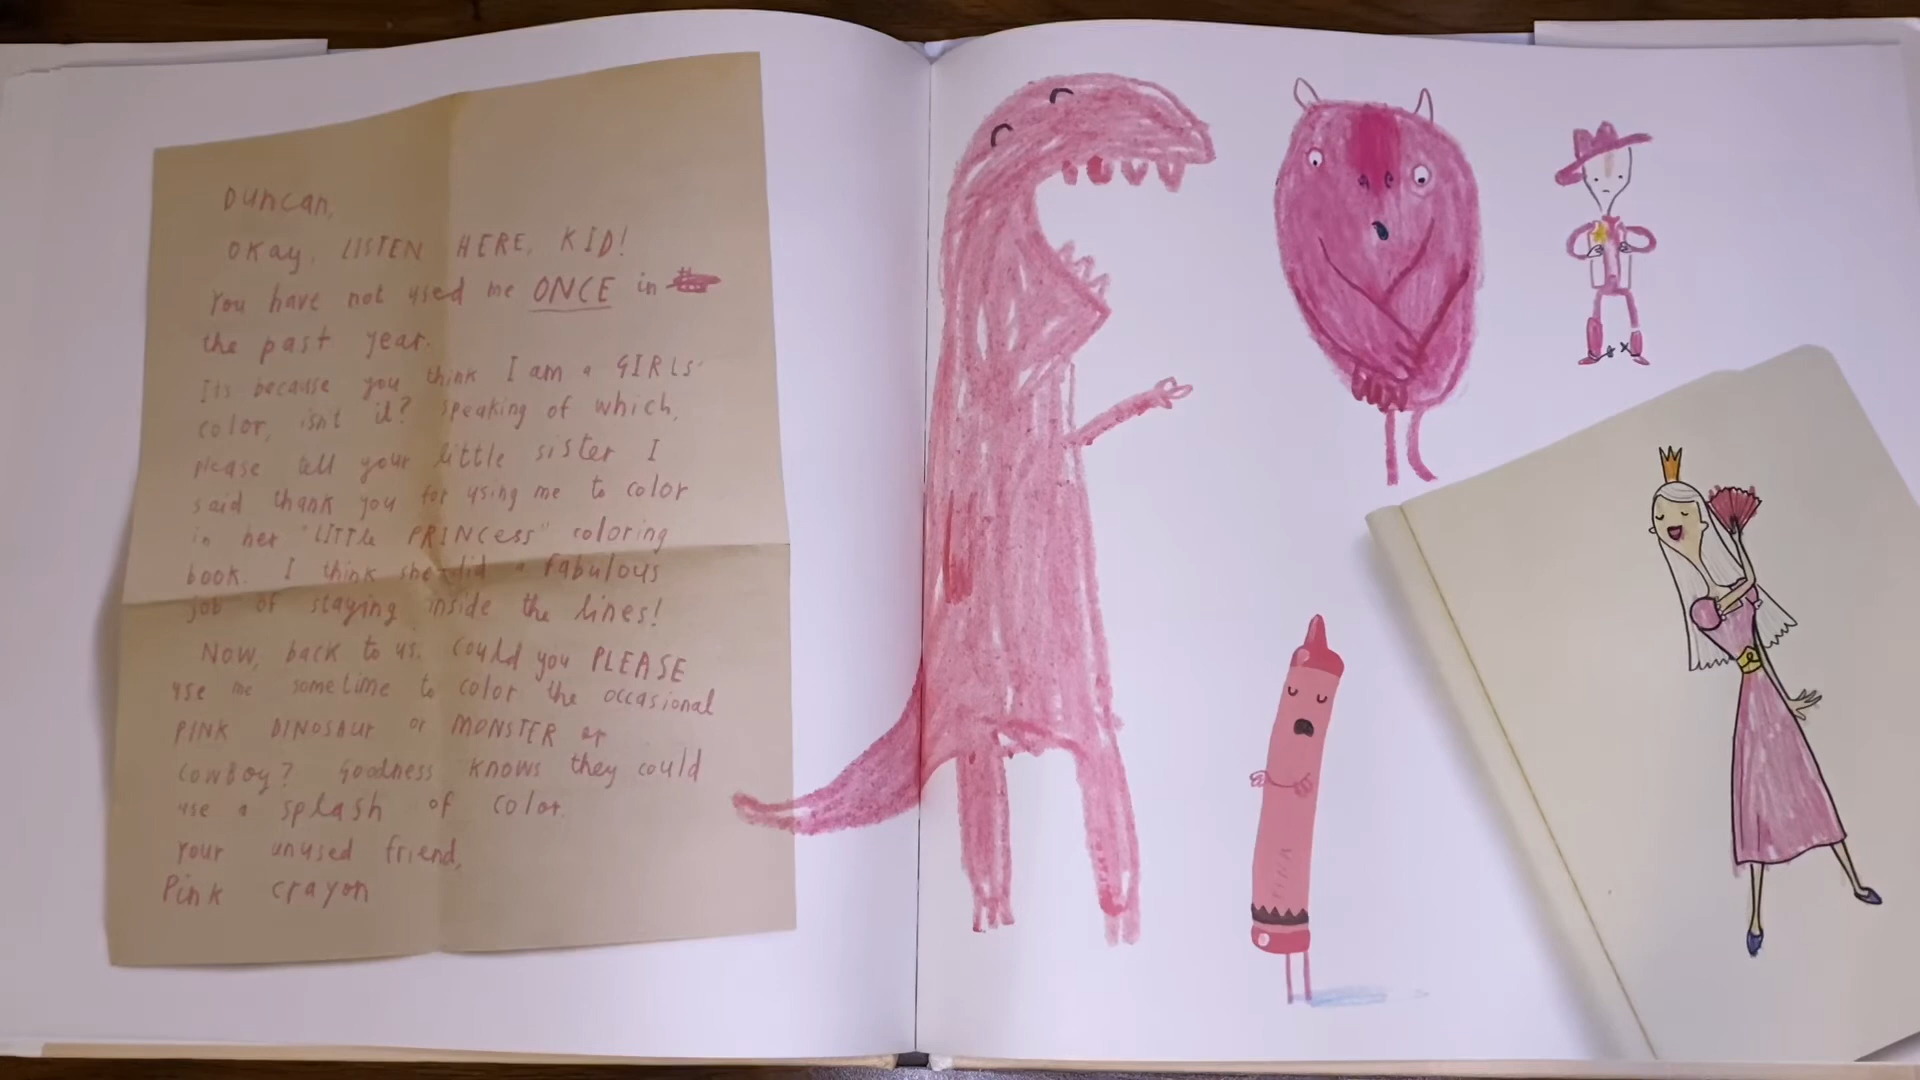 Duncan,
Okay, LISTEN HERE, KID!
You have not used me ONCE in
the past year.
Its because you think I am a GIRLS'
color, isnt it? Speaking of which,
please tell your little sister I
said thank you for using me to color
in her "LITTLE PRINCESS" coloring
book. I think she did a fabulous
job of staying inside the lines!
Now, back to us. Could you PLEASE
use me sometime to color the occasional
PINK DINOSAUR or MONSTER or
COWBOY? Goodness knows they could
use a splash of color.
Your unused friend,
Pink crayon
PINK